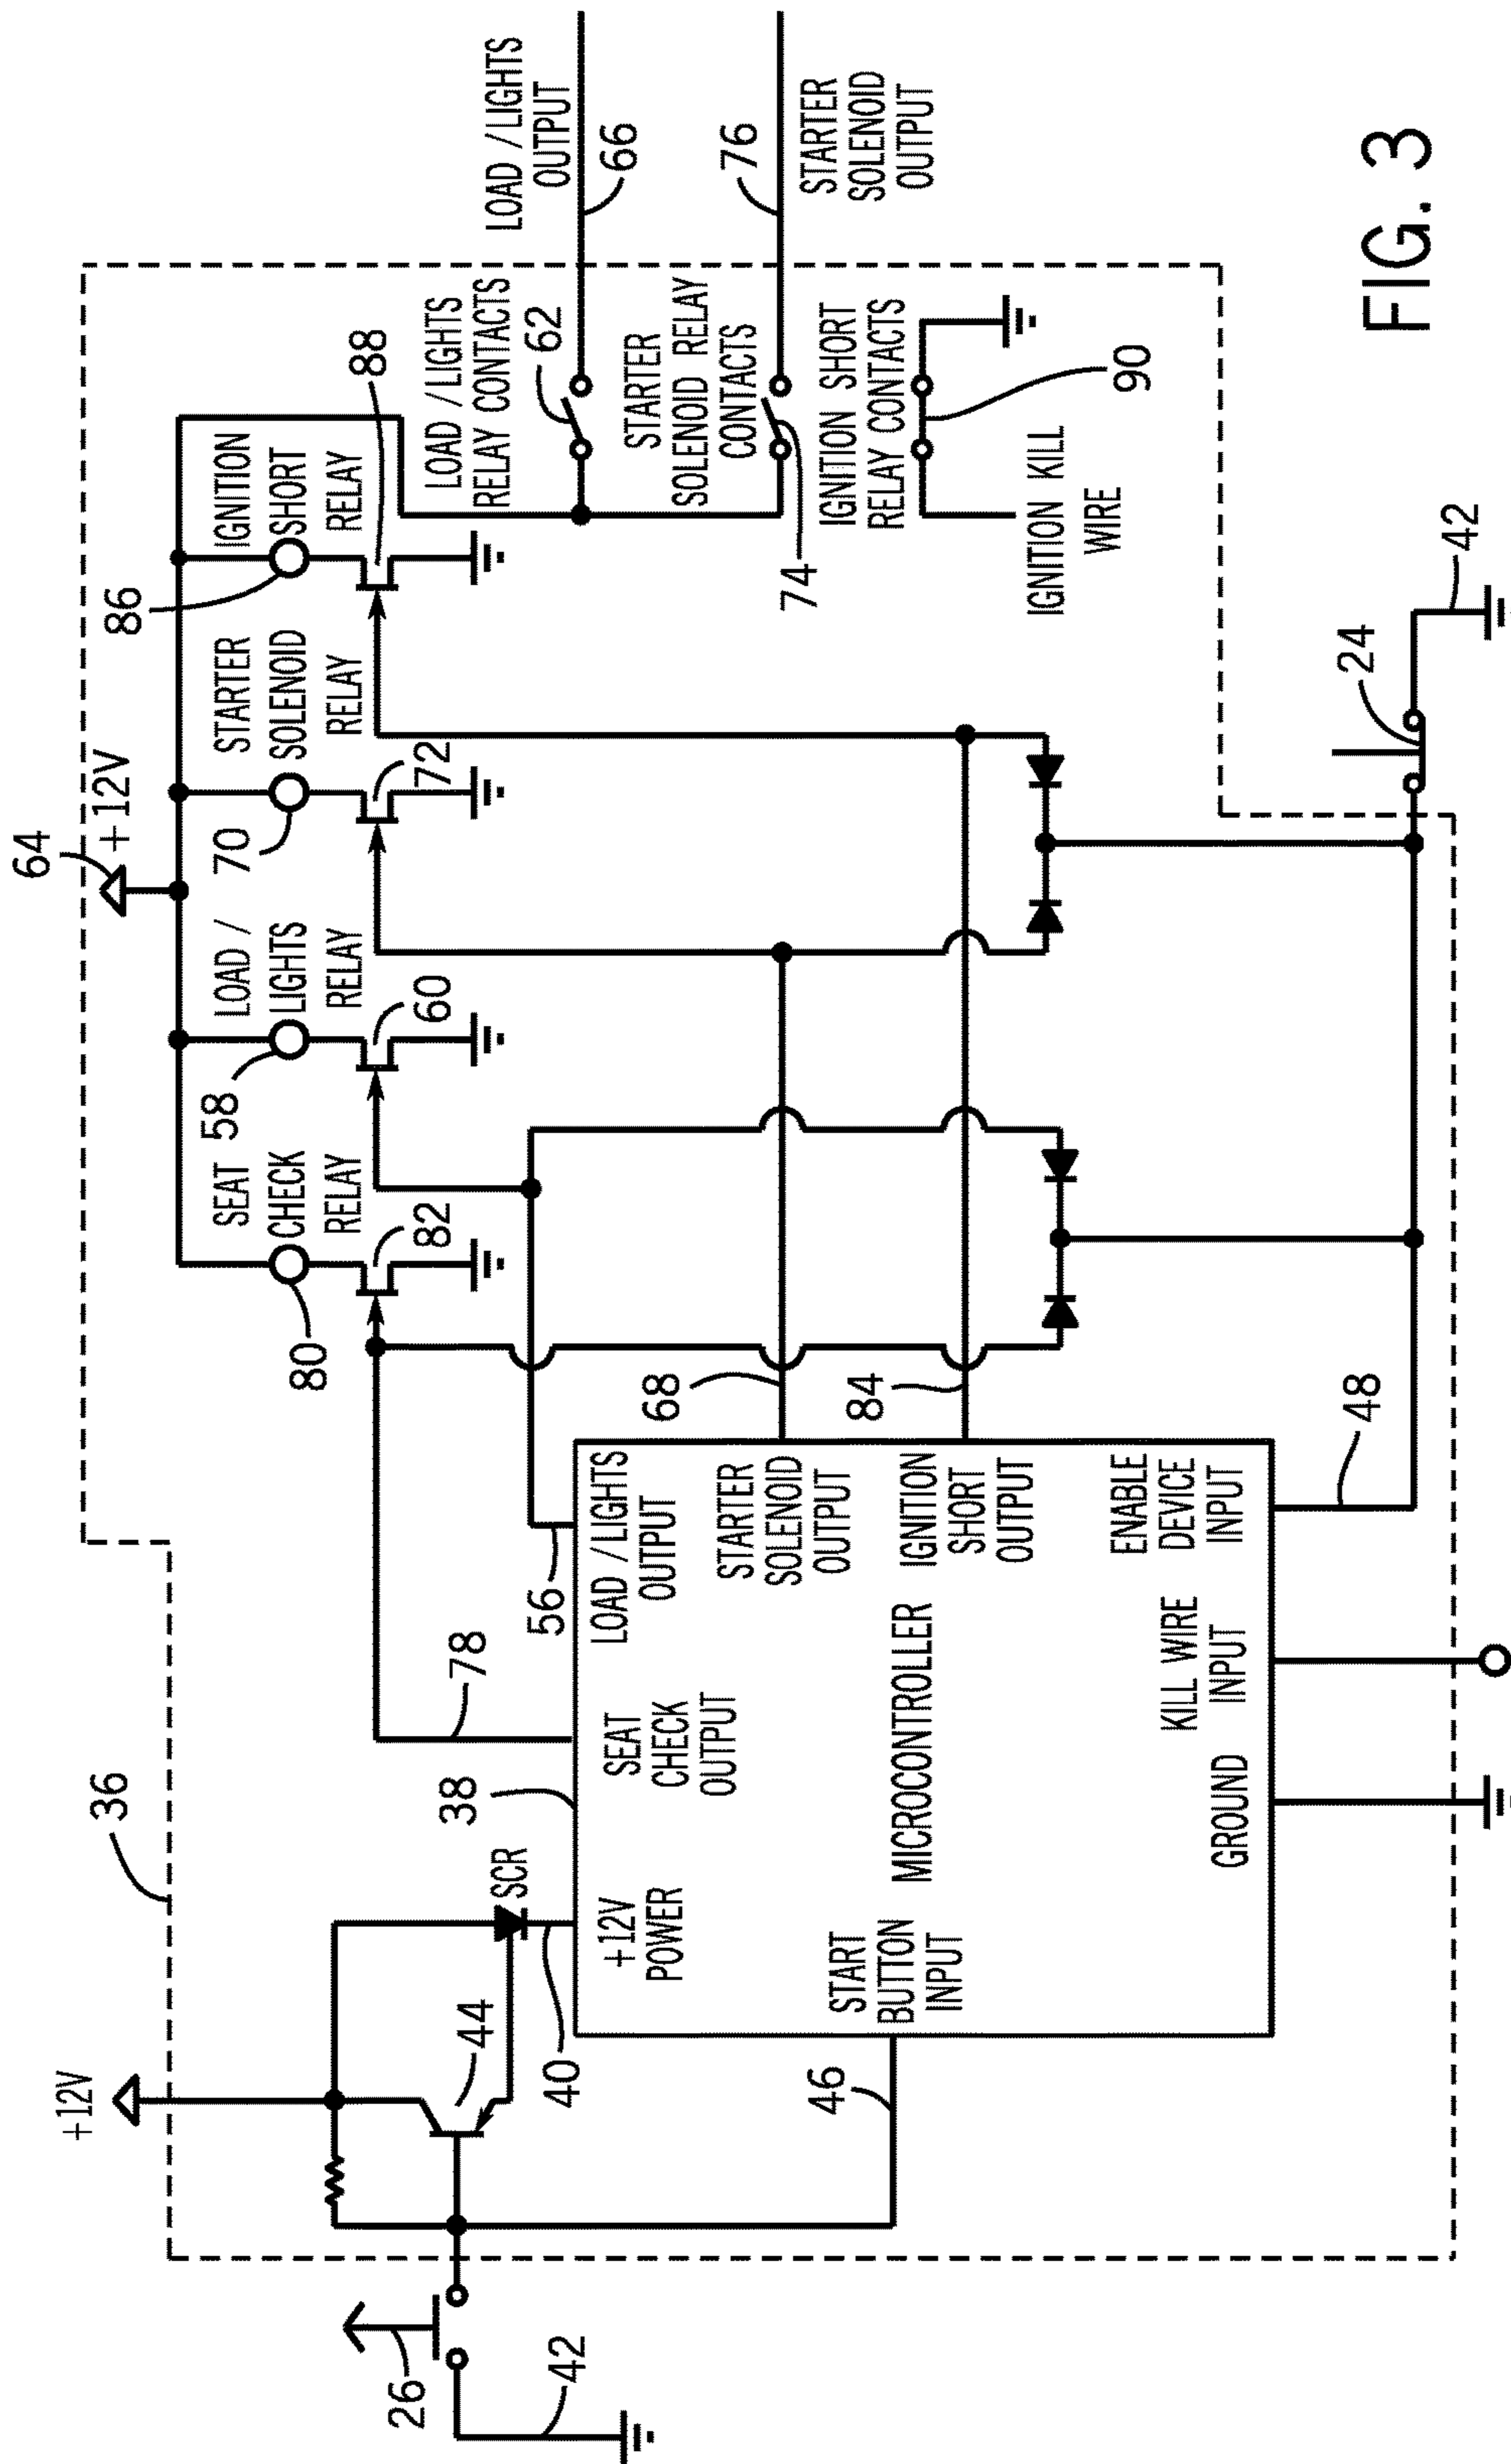 36
+12V
64
+12V
SEAT
CHECK
RELAY
80
82
LOAD /
LIGHTS
RELAY
58
60
STARTER
SOLENOID
RELAY
70
72
IGNITION
SHORT
RELAY
86
88
LOAD /LIGHTS
OUTPUT
66
LOAD /LIGHTS
RELAY CONTACTS
62
STARTER
SOLENOID RELAY
CONTACTS
74
76
STARTER
SOLENOID
OUTPUT
IGNITION SHORT
RELAY CONTACTS
90
IGNITION KILL
WIRE
26
42
44
SCR
40
38
78
56
46
68
84
48
+12V
POWER
SEAT
CHECK
OUTPUT
LOAD /LIGHTS
OUTPUT
STARTER
SOLENOID
OUTPUT
START
BUTTON
INPUT
MICROCONTROLLER
IGNITION
SHORT
OUTPUT
GROUND
KILL WIRE
INPUT
ENABLE
DEVICE
INPUT
24
42
FIG. 3